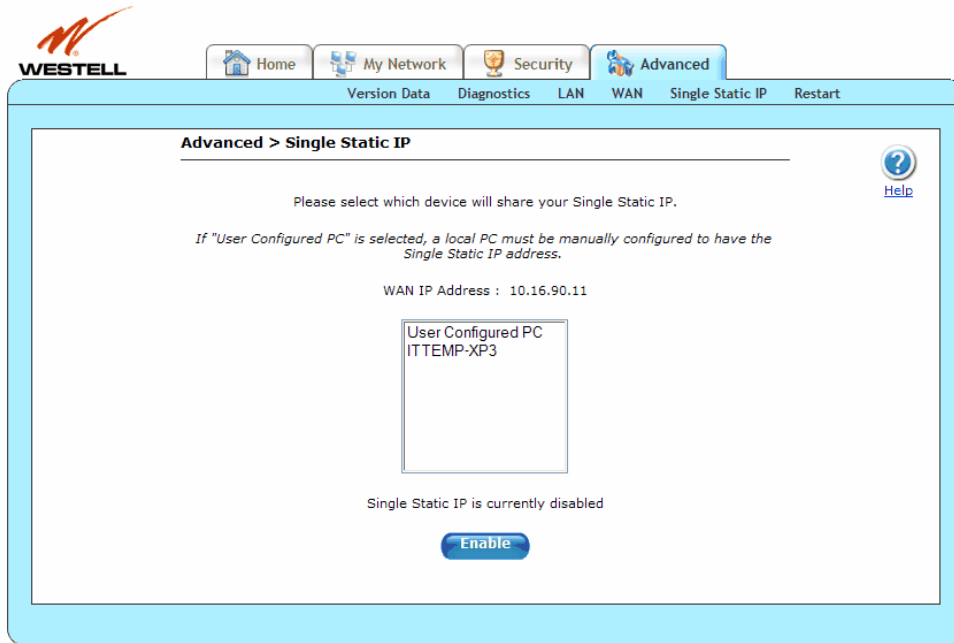 WESTELL
Home My Network Security Advanced
Version Data Diagnostics LAN WAN Single Static IP Restart
Advanced > Single Static IP
Help
Please select which device will share your Single Static IP.
If "User Configured PC" is selected, a local PC must be manually configured to have the
Single Static IP address.
WAN IP Address : 10.16.90.11
User Configured PC
ITTEMP-XP3
Single Static IP is currently disabled
Enable